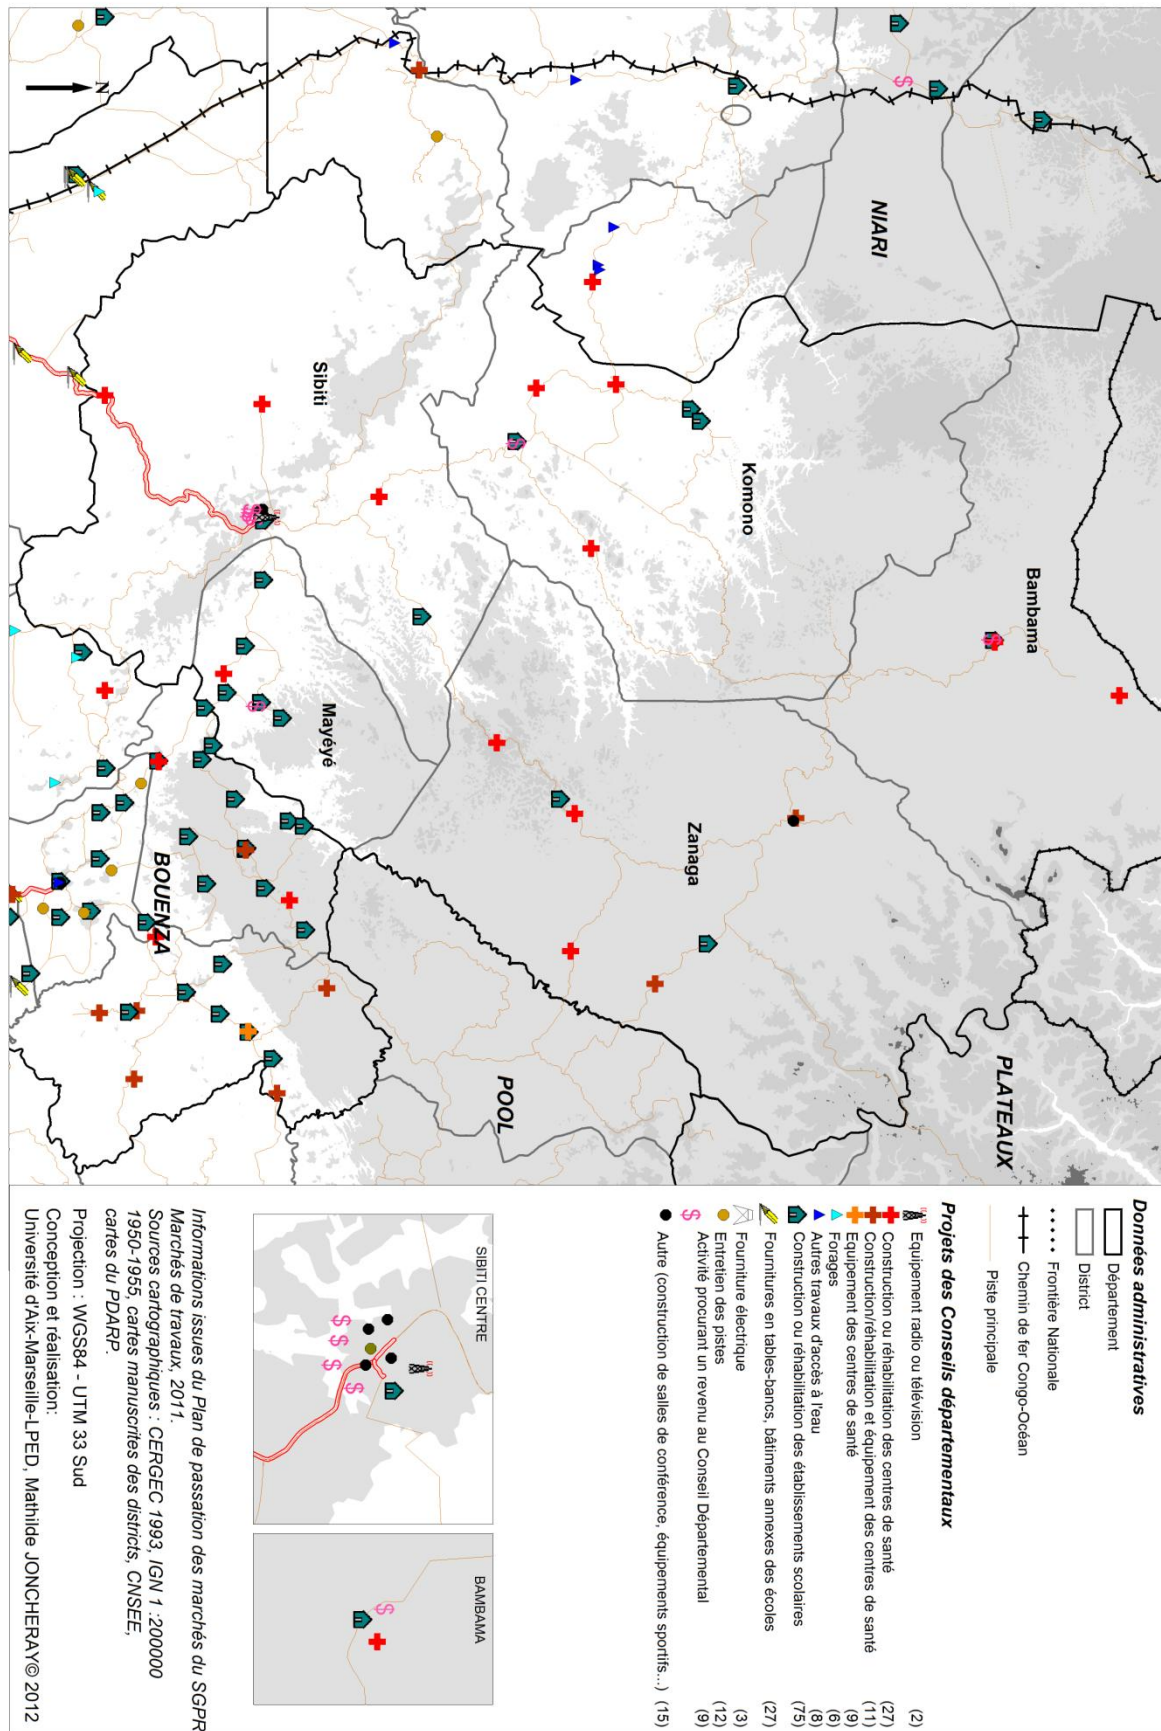 N
NIARI
PLATEAUX
Bambama
Komono
Zanaga
Sibiti
Mayéyé
POOL
BOUENZA
Données administratives
Département
District
Frontière Nationale
Chemin de fer Congo-Océan
Piste principale
Projets des Conseils départementaux
Equipement radio ou télévision (2)
Construction ou réhabilitation des centres de santé (27)
Construction/réhabilitation et équipement des centres de santé (11)
Equipement des centres de santé (9)
Forages (6)
Autres travaux d'accès à l'eau (8)
Construction ou réhabilitation des établissements scolaires (75)
Fournitures en tables-bancs, bâtiments annexes des écoles (27)
Fourniture électrique (3)
Entretien des pistes (12)
Activité procurant un revenu au Conseil Départemental (9)
Autre (construction de salles de conférence, équipements sportifs...) (15)
SIBITI CENTRE
BAMBAMA
Informations issues du Plan de passation des marchés du SGPR
Marchés de travaux, 2011.
Sources cartographiques : CERGEC 1993, IGN 1 :200000
1950-1955, cartes manuscrites des districts, CNSEE,
cartes du PDARP.
Projection : WGS84 - UTM 33 Sud
Conception et réalisation:
Université d'Aix-Marseille-LPED, Mathilde JONCHERAY© 2012